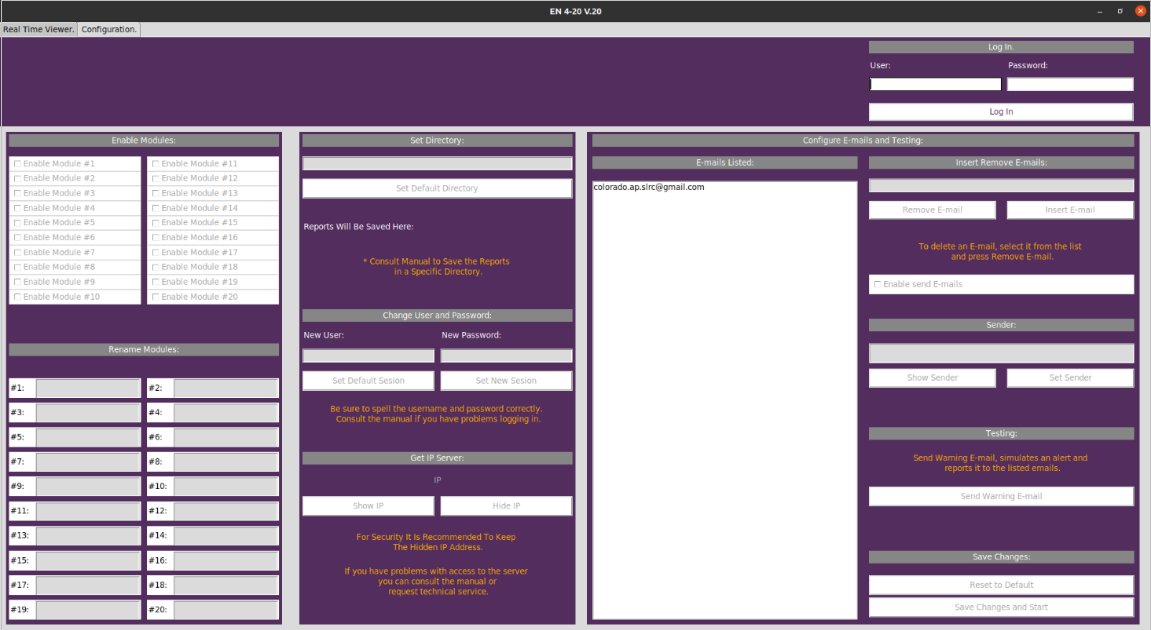 EN 4-20 V.20
Real Time Viewer. Configuration.
Log In.
User: Password:
Log In
Enable Modules:
Enable Module #1 Enable Module #11
Enable Module #2 Enable Module #12
Enable Module #3 Enable Module #13
Enable Module #4 Enable Module #14
Enable Module #5 Enable Module #15
Enable Module #6 Enable Module #16
Enable Module #7 Enable Module #17
Enable Module #8 Enable Module #18
Enable Module #9 Enable Module #19
Enable Module #10 Enable Module #20
Rename Modules:
#1: #2:
#3: #4:
#5: #6:
#7: #8:
#9: #10:
#11: #12:
#13: #14:
#15: #16:
#17: #18:
#19: #20:
Set Directory:
Set Default Directory
Reports Will Be Saved Here:
* Consult Manual to Save the Reports
in a Specific Directory.
Change User and Password:
New User: New Password:
Set Default Sesion Set New Sesion
Be sure to spell the username and password correctly.
Consult the manual if you have problems logging in.
Get IP Server:
IP
Show IP Hide IP
For Security It Is Recommended To Keep
The Hidden IP Address.
If you have problems with access to the server
you can consult the manual or
request technical service.
Configure E-mails and Testing:
E-mails Listed:
colorado.ap.slrc@gmail.com
Insert Remove E-mails:
Remove E-mail Insert E-mail
To delete an E-mail, select it from the list
and press Remove E-mail.
Enable send E-mails
Sender:
Show Sender Set Sender
Testing:
Send Warning E-mail, simulates an alert and
reports it to the listed emails.
Send Warning E-mail
Save Changes:
Reset to Default
Save Changes and Start